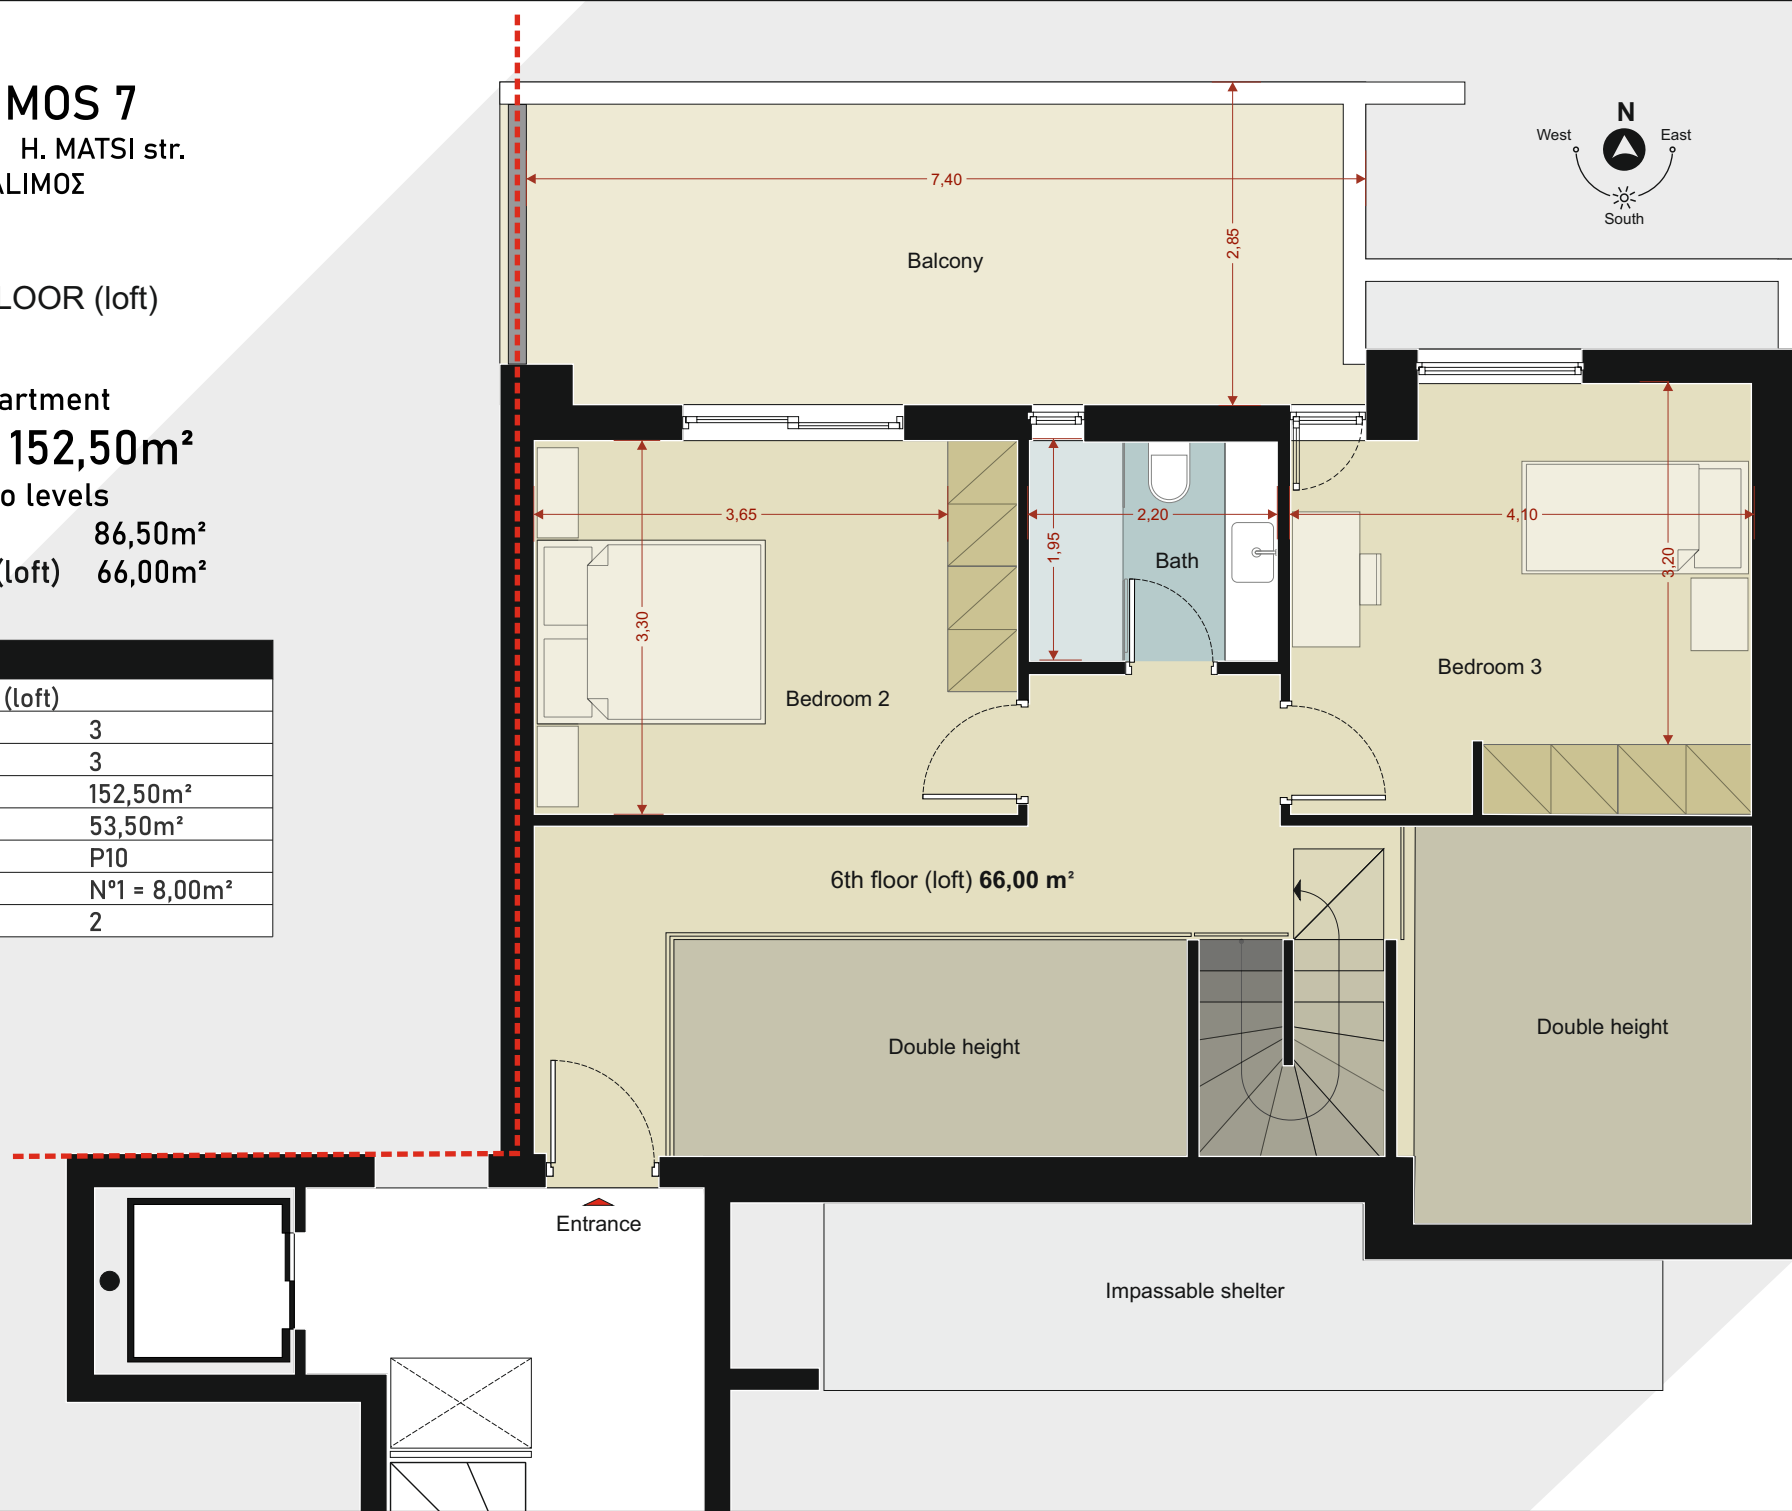 MOS 7
H. MATSI str.
ALIMOΣ
LOOR (loft)
artment
152,50m²
o levels
86,50m²
(loft) 66,00m²
(loft)
3
3
152,50m²
53,50m²
P10
Nº1 = 8,00m²
2
N
West
East
South
7,40
2,85
Balcony
3,65
2,20
4,10
1,95
Bath
3,20
3,30
Bedroom 3
Bedroom 2
6th floor (loft) 66,00 m²
Double height
Double height
Entrance
Impassable shelter